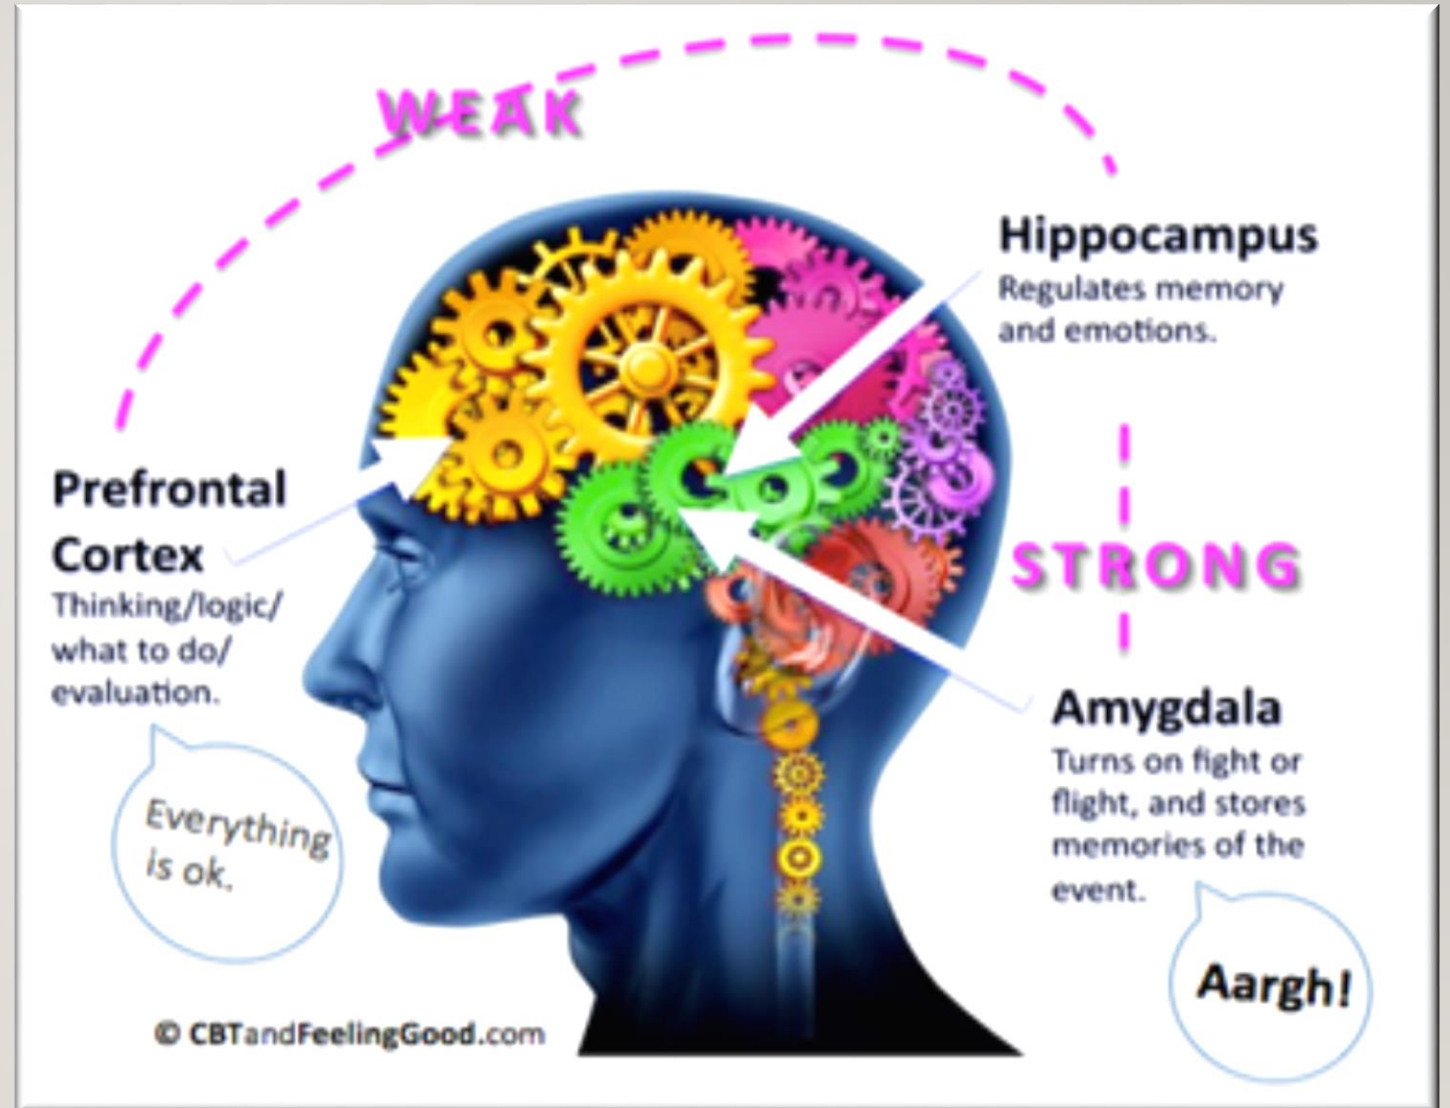 WEAK
Hippocampus
Regulates memory
and emotions.
Prefrontal
Cortex
Thinking/logic/
what to do/
evaluation.
Everything
is ok.
STRONG
Amygdala
Turns on fight or
flight, and stores
memories of the
event.
Aargh!
© CBTandFeelingGood.com